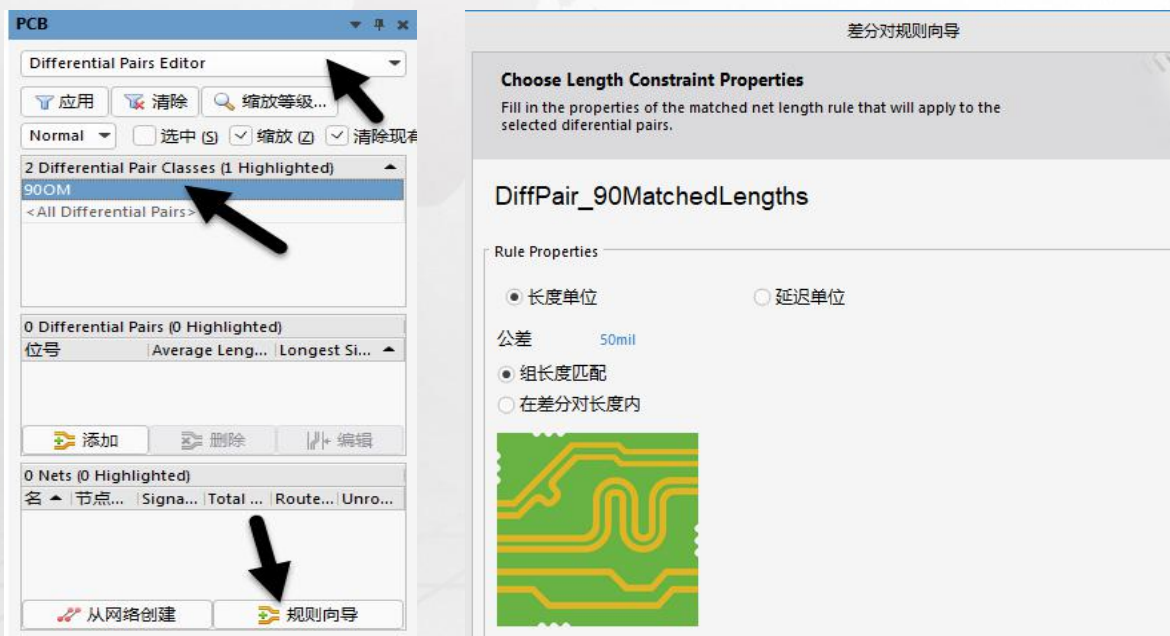 PCB
Differential Pairs Editor
应用 清除 缩放等级...
Normal 选中 (S) 缩放 (Z) 清除现有
2 Differential Pair Classes (1 Highlighted)
90OM
<All Differential Pairs>
0 Differential Pairs (0 Highlighted)
位号 Average Leng... Longest Si...
添加 删除 编辑
0 Nets (0 Highlighted)
名 节点... Signa... Total ... Route... Unro...
从网络创建 规则向导
差分对规则向导
Choose Length Constraint Properties
Fill in the properties of the matched net length rule that will apply to the
selected diferential pairs.
DiffPair_90MatchedLengths
Rule Properties
长度单位 延迟单位
公差 50mil
组长度匹配
在差分对长度内